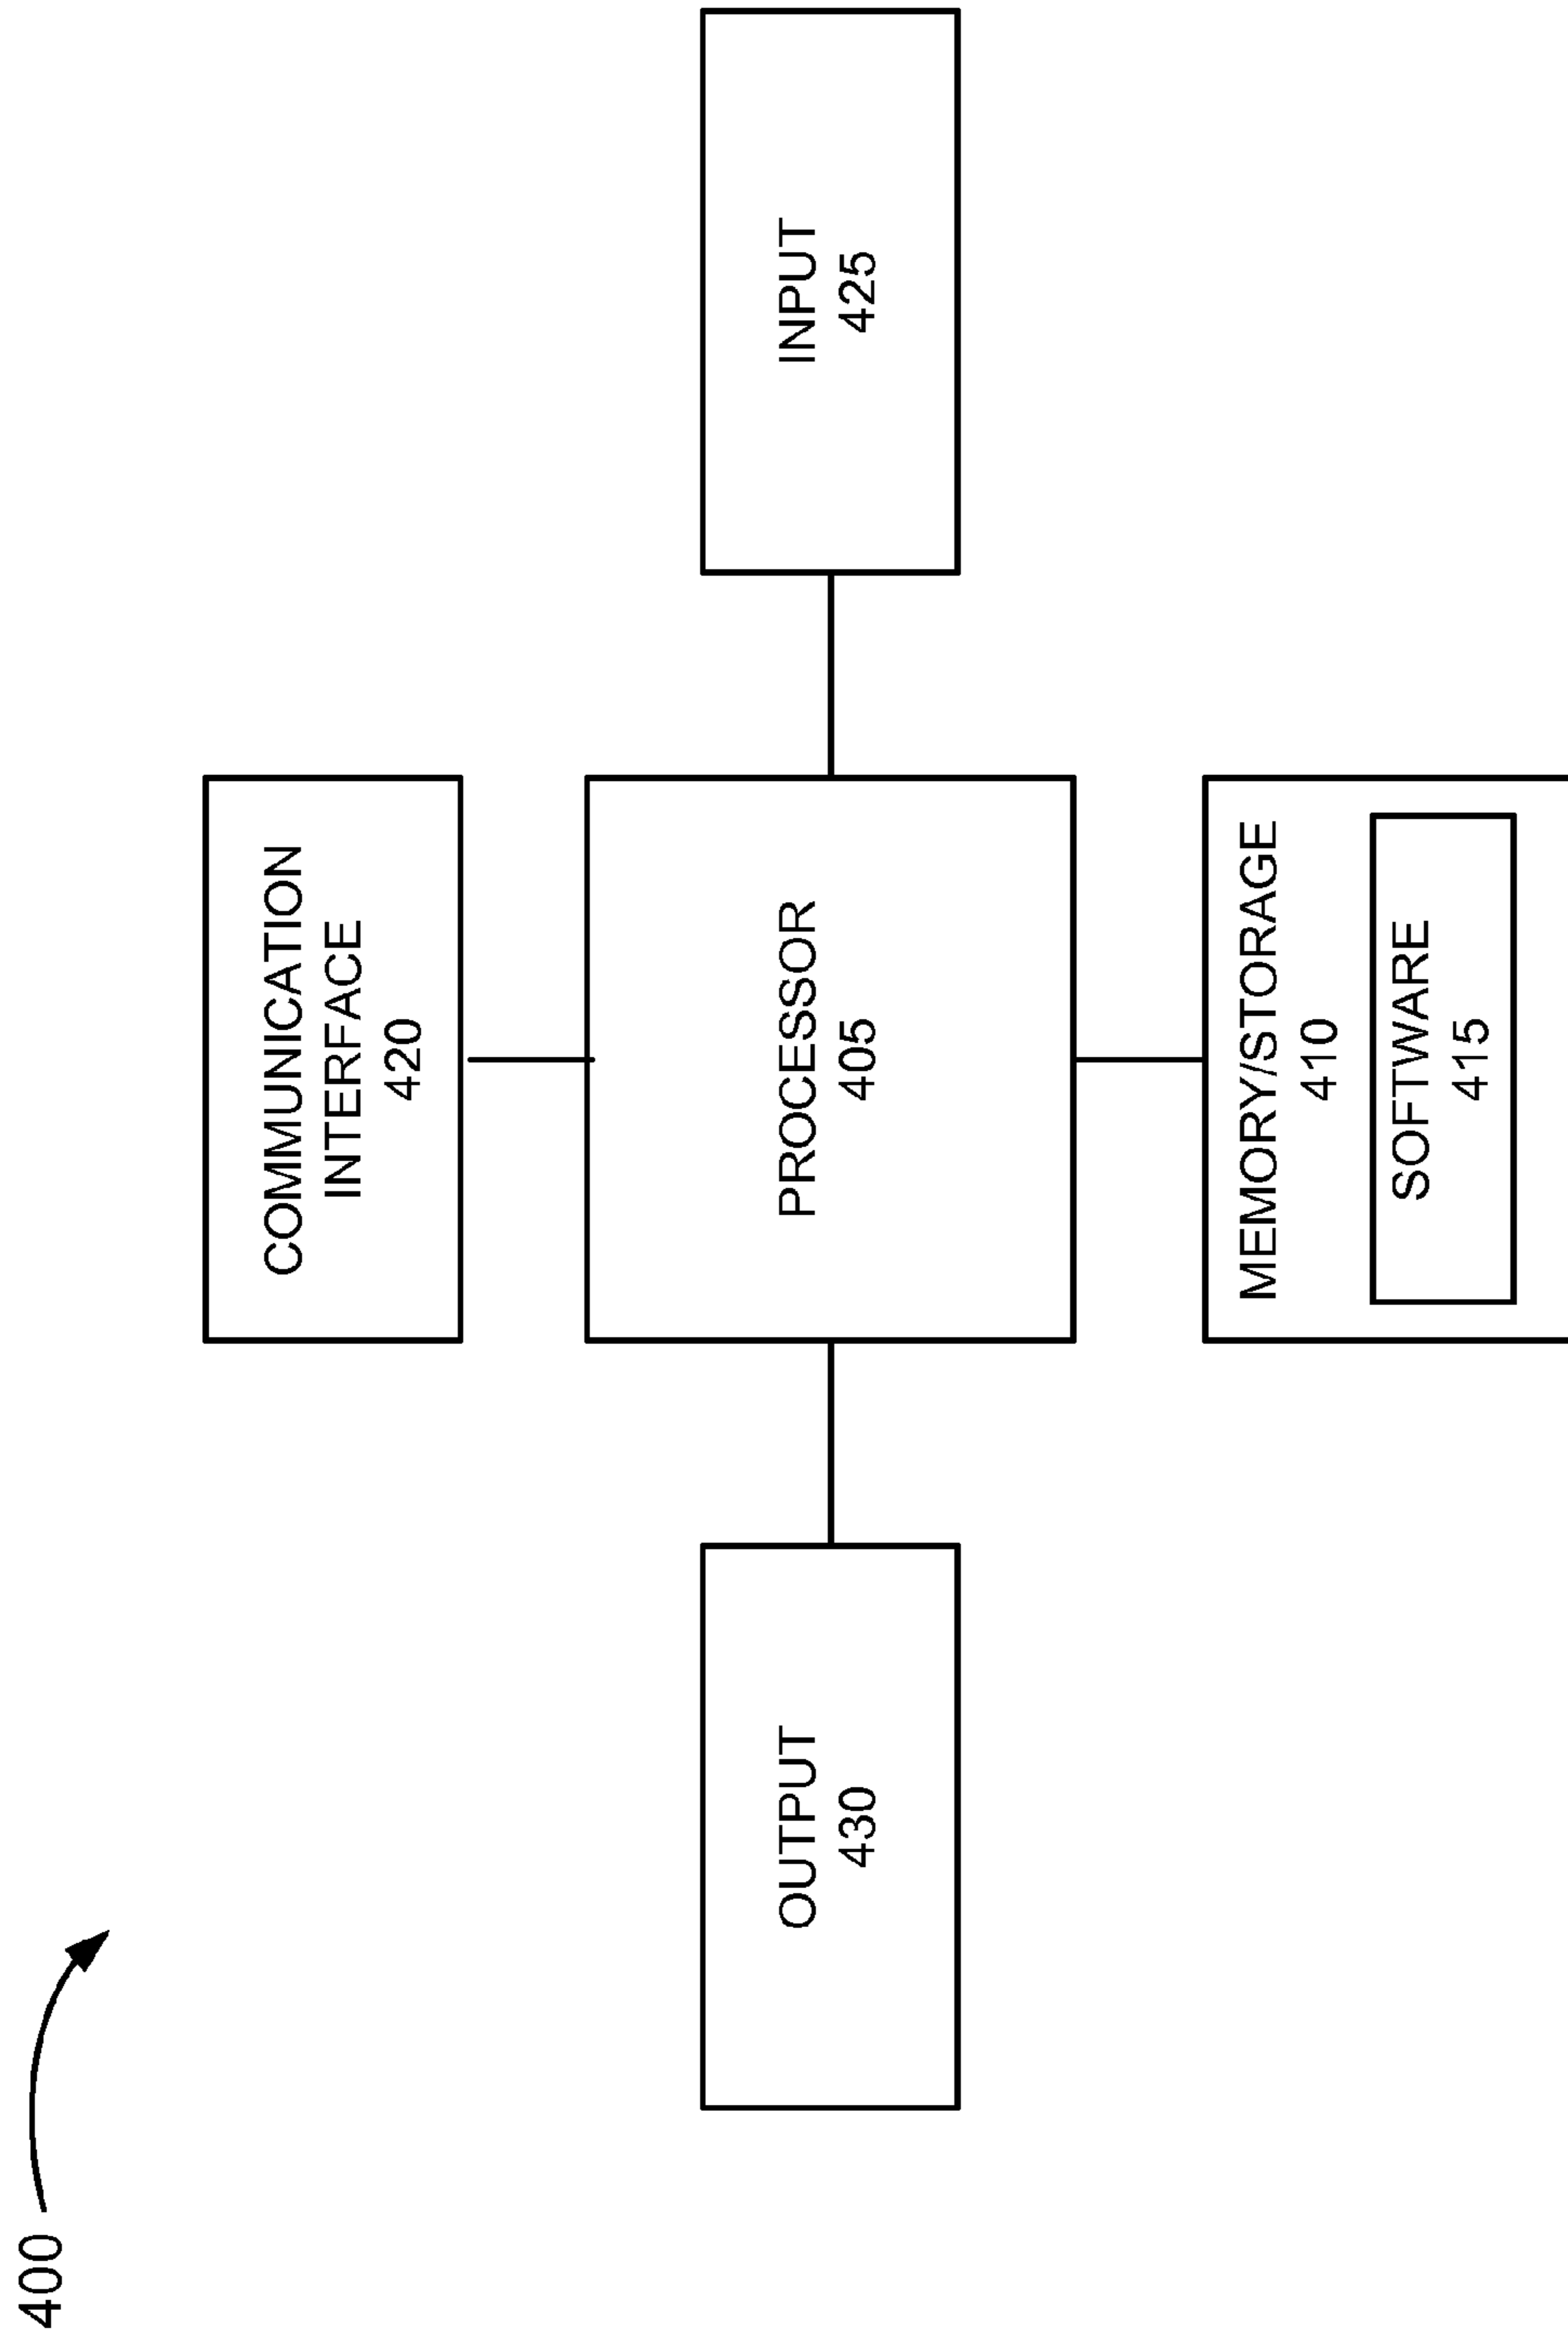 400
COMMUNICATION
INTERFACE
420
OUTPUT
430
PROCESSOR
405
INPUT
425
MEMORY/STORAGE
410
SOFTWARE
415